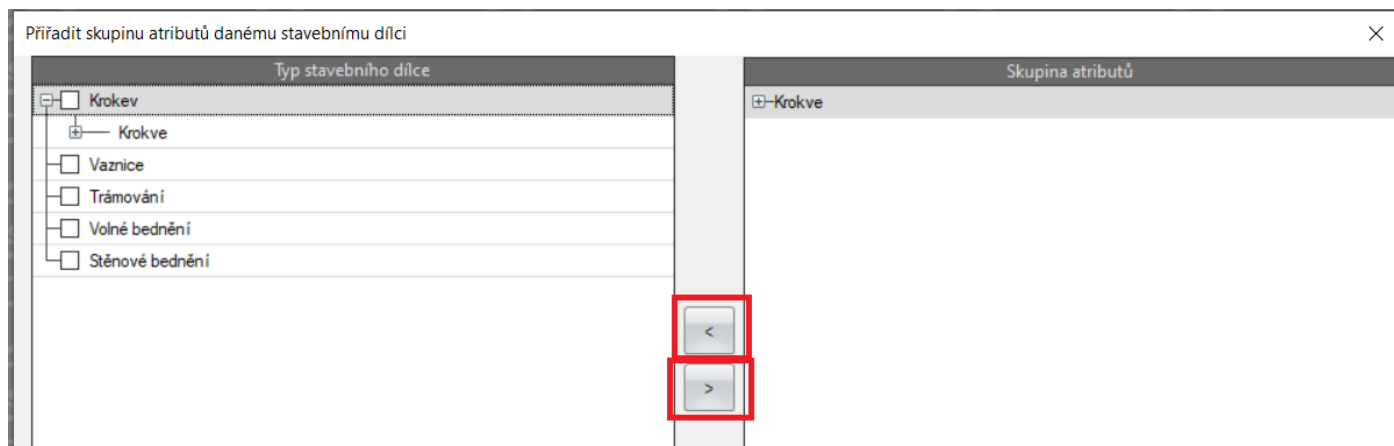 Přiřadit skupinu atributů danému stavebnímu dílci
Typ stavebního dílce
Krokev
Krokve
Vaznice
Trámování
Volné bednění
Stěnové bednění
<
>
Skupina atributů
Krokve